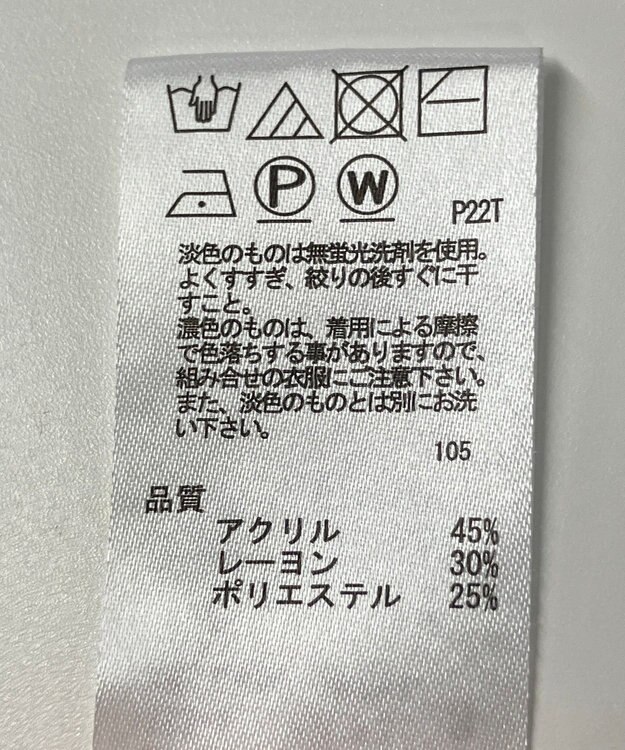 P W P22T
淡色のものは無蛍光洗剤を使用。
よくすすぎ、絞りの後すぐに干
すこと。
濃色のものは、着用による摩擦
で色落ちする事がありますので、
組み合せの衣服にご注意下さい。
また、淡色のものとは別にお洗
い下さい。
105
品質
アクリル 45%
レーヨン 30%
ポリエステル 25%